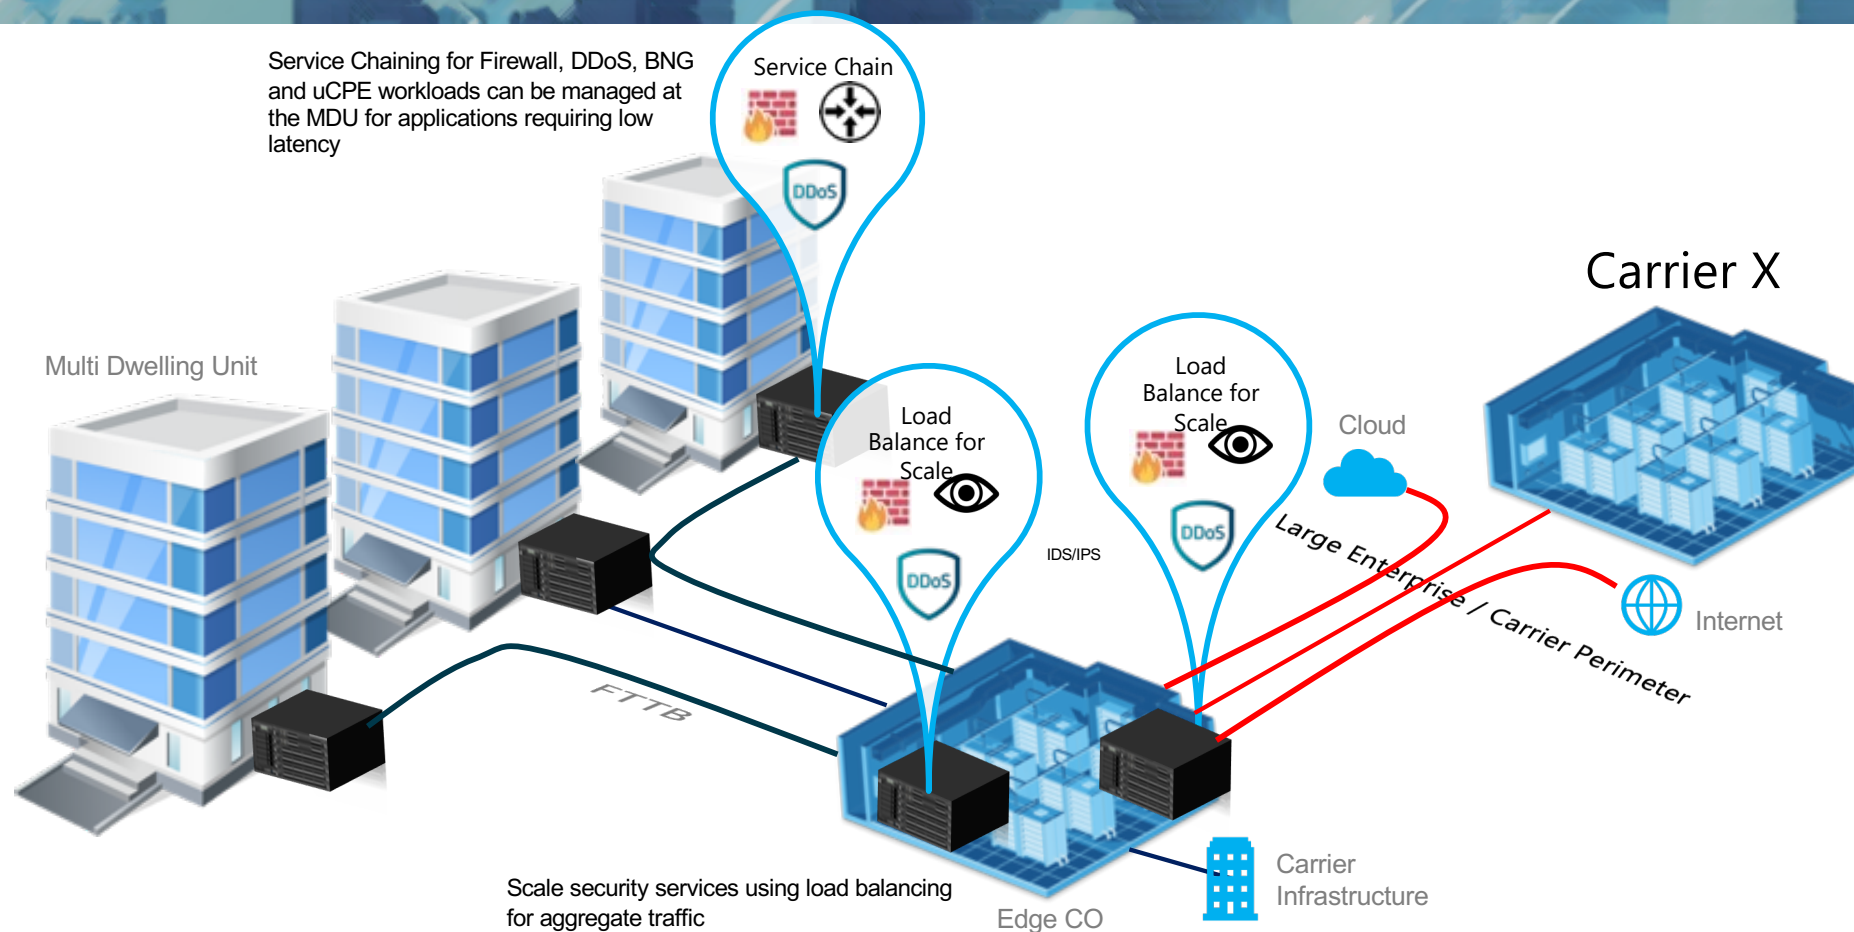 Service Chaining for Firewall, DDoS, BNG
and uCPE workloads can be managed at
the MDU for applications requiring low
latency
Service Chain
DDoS
Carrier X
Multi Dwelling Unit
Load
Balance for
Scale
DDoS
Load
Balance for
Scale
DDoS
IDS/IPS
Cloud
Large Enterprise / Carrier Perimeter
Internet
FTTB
Carrier
Infrastructure
Scale security services using load balancing
for aggregate traffic
Edge CO